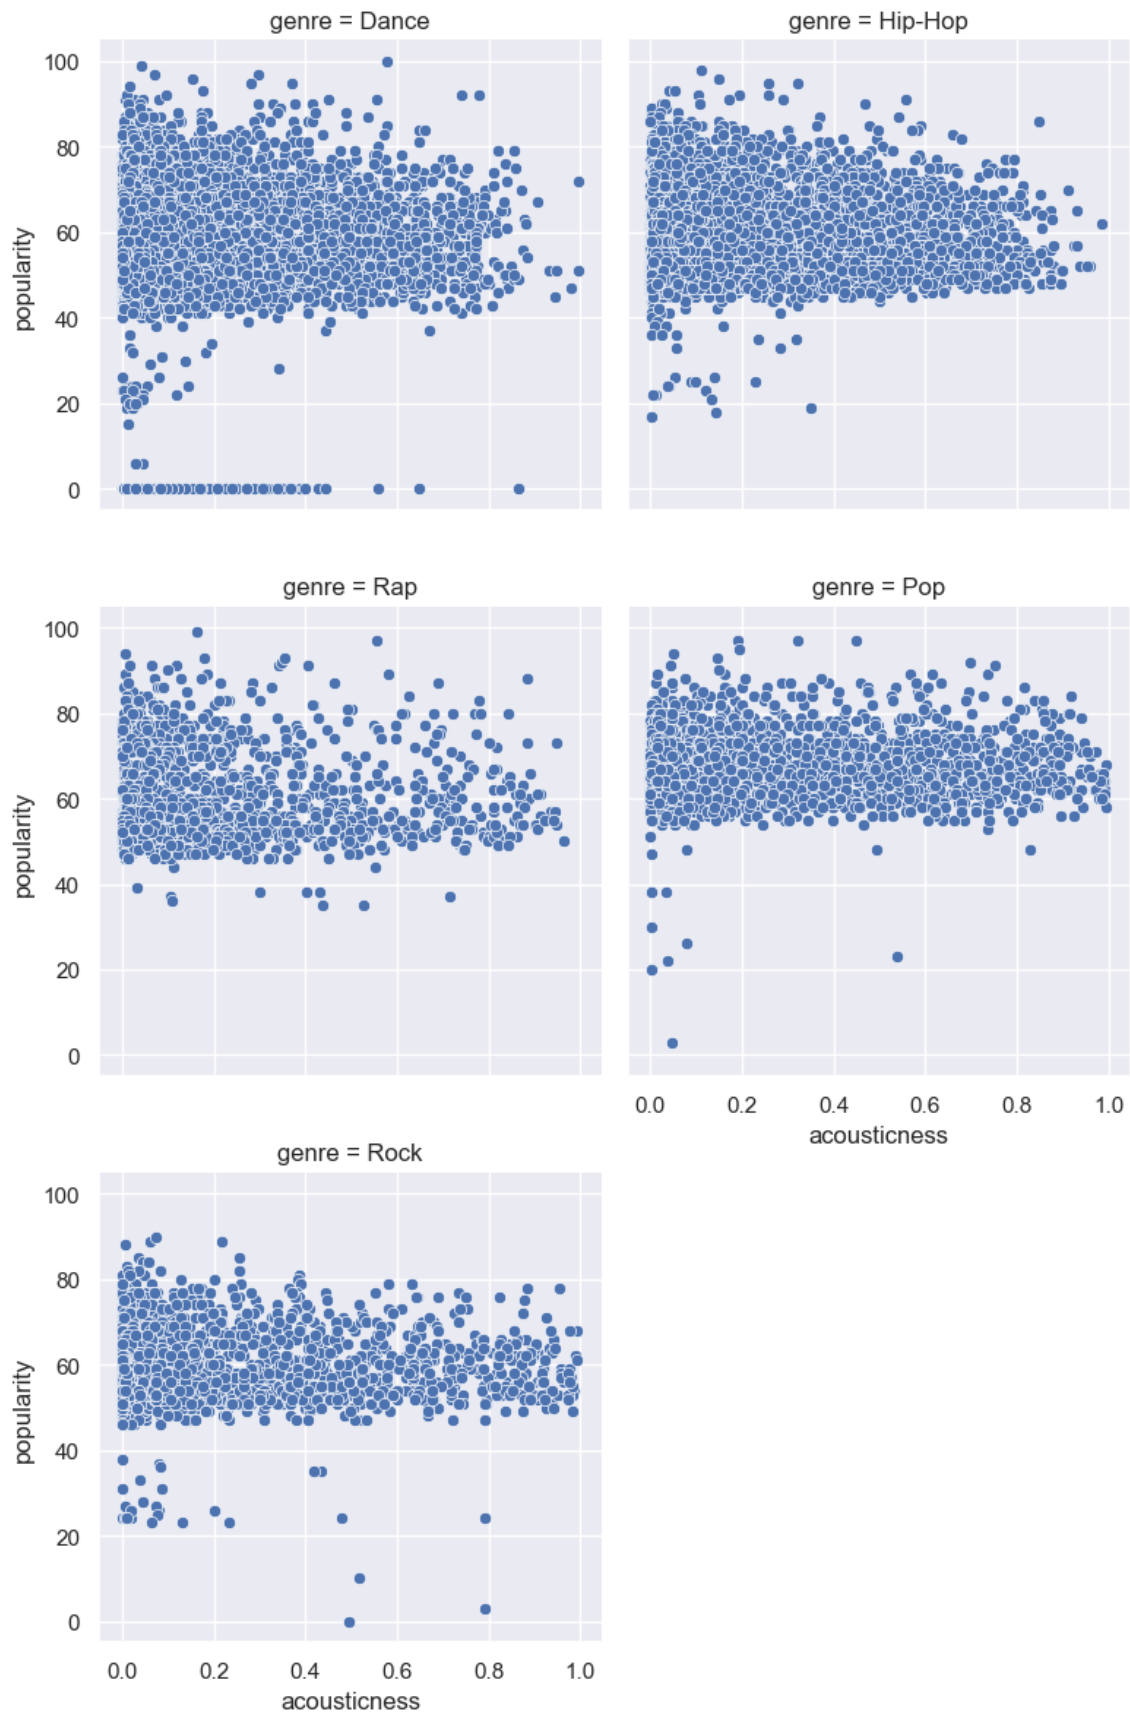 genre = Dance
genre = Hip-Hop
100
80
60
40
20
0
popularity
genre = Rap
genre = Pop
100
80
60
40
20
0
popularity
0.0 0.2 0.4 0.6 0.8 1.0
acousticness
genre = Rock
100
80
60
40
20
0
popularity
0.0 0.2 0.4 0.6 0.8 1.0
acousticness